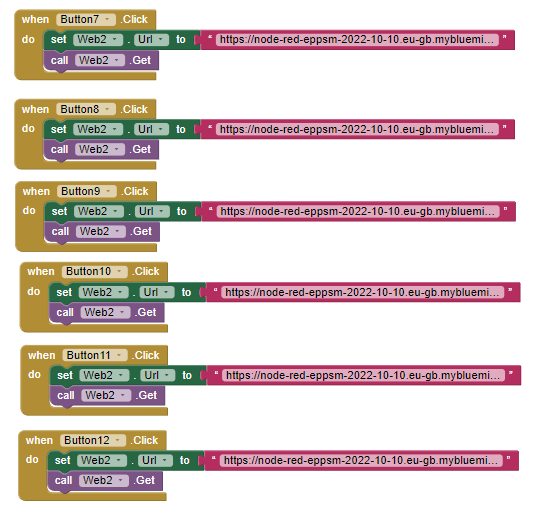 when Button7 .Click
do set Web2 . Url to " https://node-red-eppsm-2022-10-10.eu-gb.mybluemi... "
call Web2 .Get
when Button8 .Click
do set Web2 . Url to " https://node-red-eppsm-2022-10-10.eu-gb.mybluemi... "
call Web2 .Get
when Button9 .Click
do set Web2 . Url to " https://node-red-eppsm-2022-10-10.eu-gb.mybluemi... "
call Web2 .Get
when Button10 .Click
do set Web2 . Url to " https://node-red-eppsm-2022-10-10.eu-gb.mybluemi... "
call Web2 .Get
when Button11 .Click
do set Web2 . Url to " https://node-red-eppsm-2022-10-10.eu-gb.mybluemi... "
call Web2 .Get
when Button12 .Click
do set Web2 . Url to " https://node-red-eppsm-2022-10-10.eu-gb.mybluemi... "
call Web2 .Get